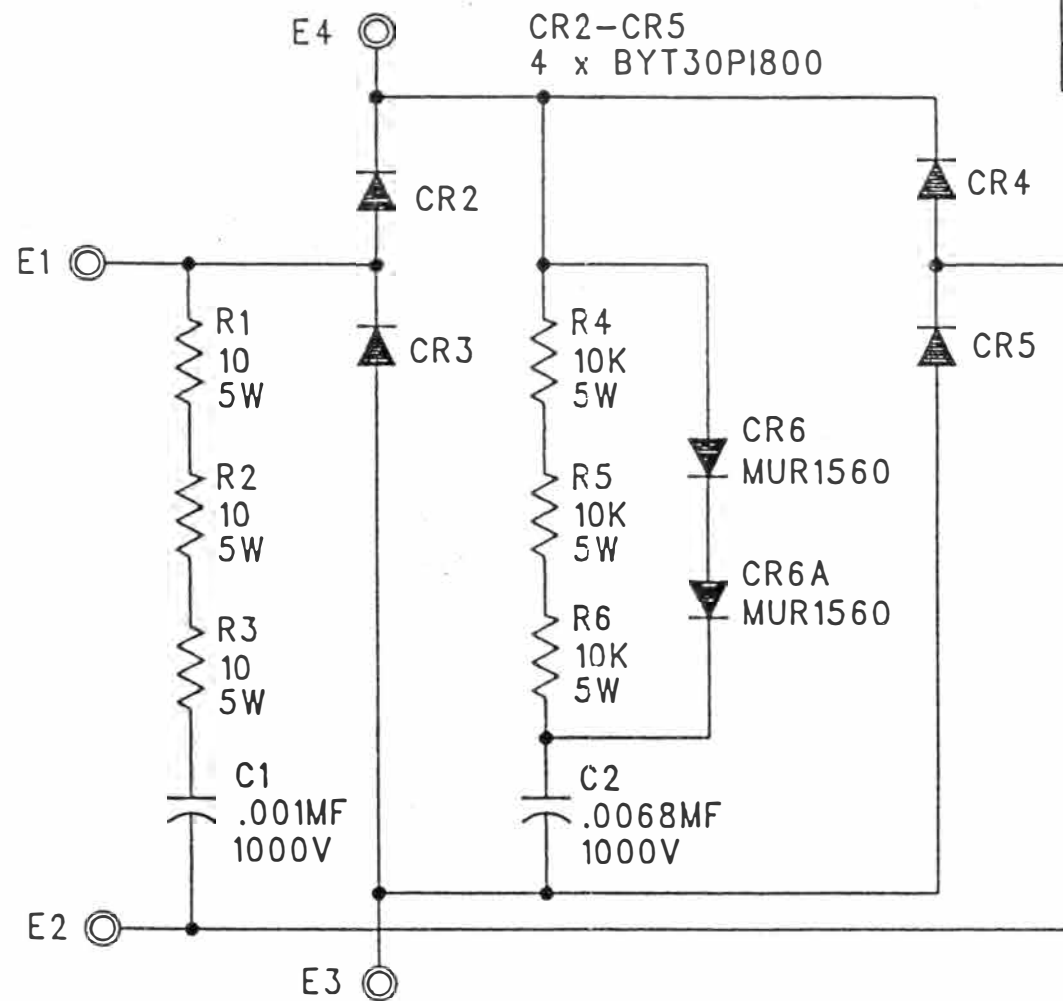 E4
CR2-CR5
4 x BYT30PI800
CR2
CR4
E1
R1
10
5W
CR3
R4
10K
5W
CR5
R2
10
5W
R5
10K
5W
CR6
MUR1560
R3
10
5W
R6
10K
5W
CR6A
MUR1560
C1
.001MF
1000V
C2
.0068MF
1000V
E2
E3